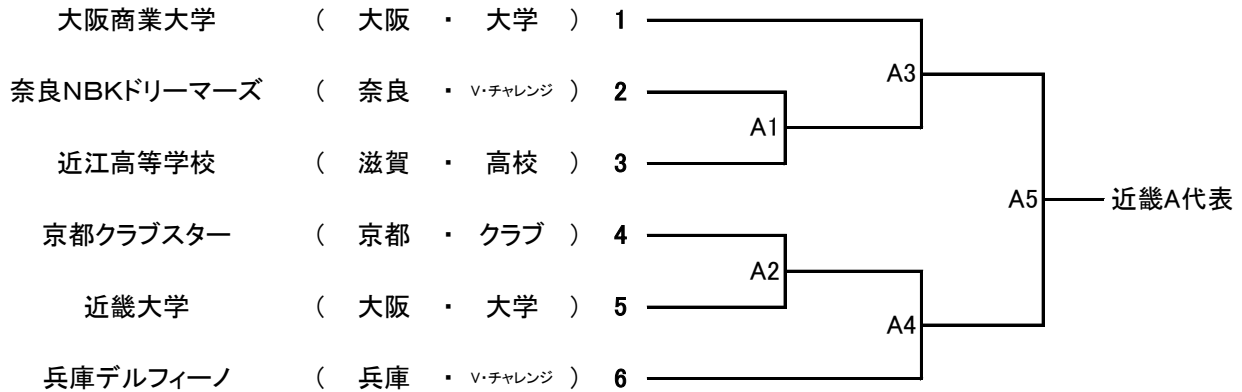 大阪商業大学 ( 大阪 ・ 大学 ) 1
A3
奈良NBKドリーマーズ ( 奈良 ・ V・チャレンジ ) 2
A1
近江高等学校 ( 滋賀 ・ 高校 ) 3
A5 近畿A代表
京都クラブスター ( 京都 ・ クラブ ) 4
A2
近畿大学 ( 大阪 ・ 大学 ) 5
A4
兵庫デルフィーノ ( 兵庫 ・ V・チャレンジ ) 6